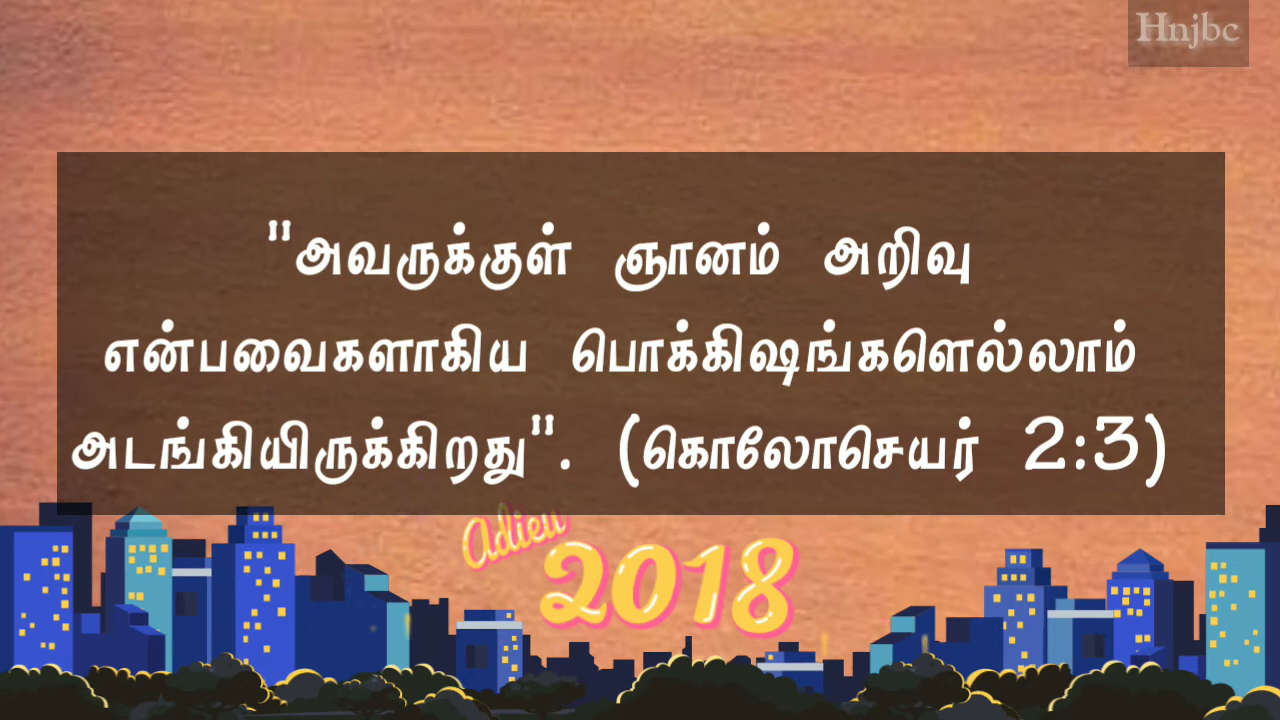 Hnjbc
"அவருக்குள் ஞானம் அறிவு
என்பவைகளாகிய பொக்கிஷங்களெல்லாம்
அடங்கியிருக்கிறது". (கொலோசெயர் 2:3)
Adieu
2018